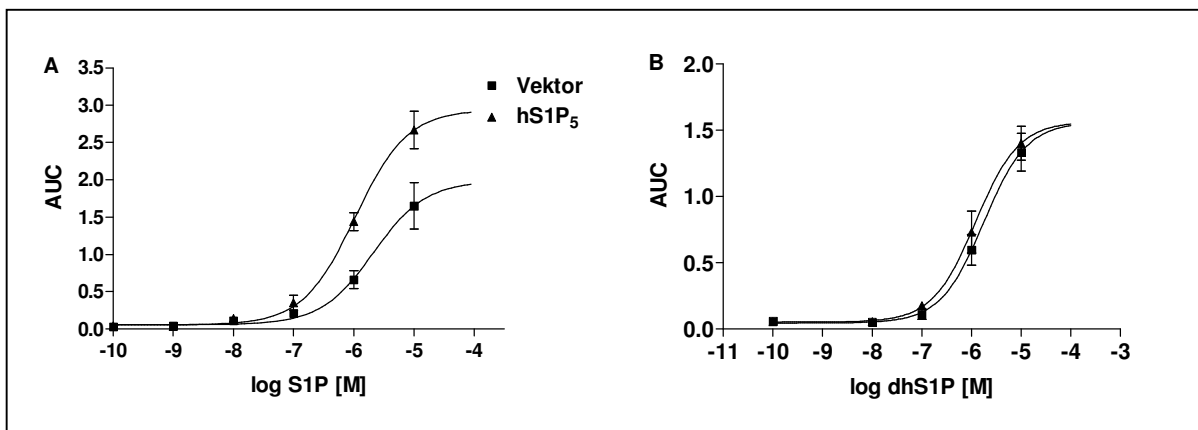 A
3.5
3.0
2.5
2.0
1.5
1.0
0.5
0.0
AUC
-10 -9 -8 -7 -6 -5 -4
log S1P [M]
Vektor
hS1P₅
B
2.0
1.5
1.0
0.5
0.0
AUC
-11 -10 -9 -8 -7 -6 -5 -4 -3
log dhS1P [M]